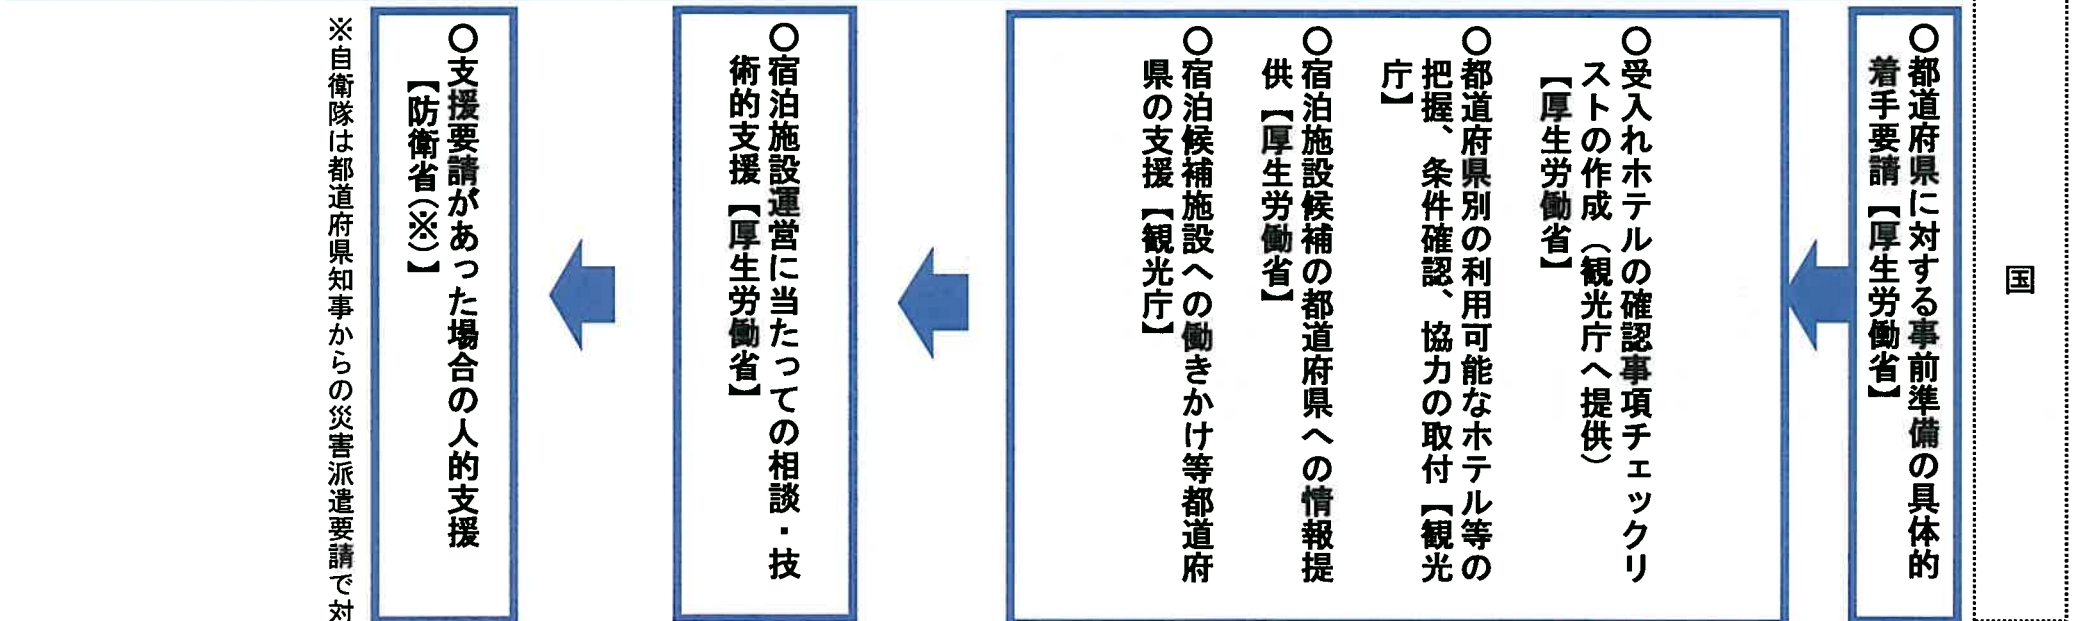 国
○都道府県に対する事前準備の具体的
着手要請【厚生労働省】
○受入れホテルの確認事項チェックリ
ストの作成（観光庁へ提供）
【厚生労働省】
○都道府県別の利用可能なホテル等の
把握、条件確認、協力の取付【観光
庁】
○宿泊施設候補の都道府県への情報提
供【厚生労働省】
○宿泊候補施設への働きかけ等都道府
県の支援【観光庁】
○宿泊施設運営に当たっての相談・技
術的支援【厚生労働省】
○支援要請があった場合の人的支援
【防衛省（※）】
※自衛隊は都道府県知事からの災害派遣要請で対